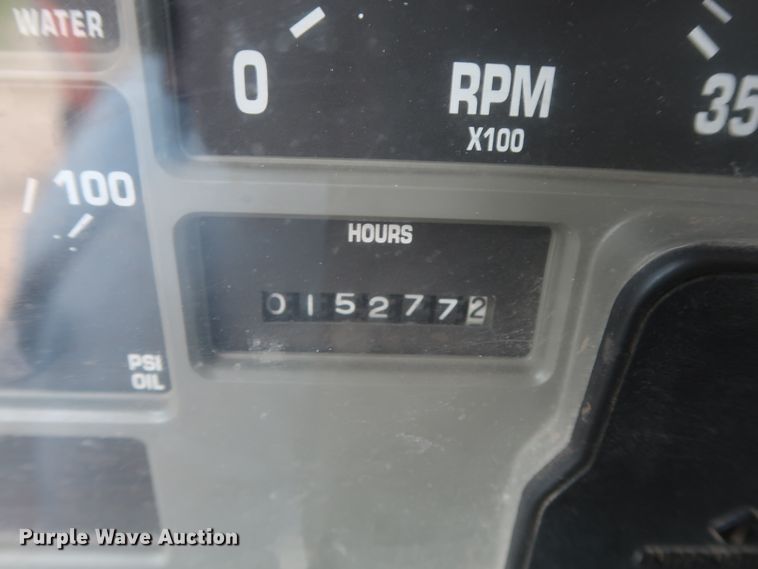 WATER
0
RPM
35
X100
100
HOURS
0152772
PSI
OIL
Purple Wave Auction